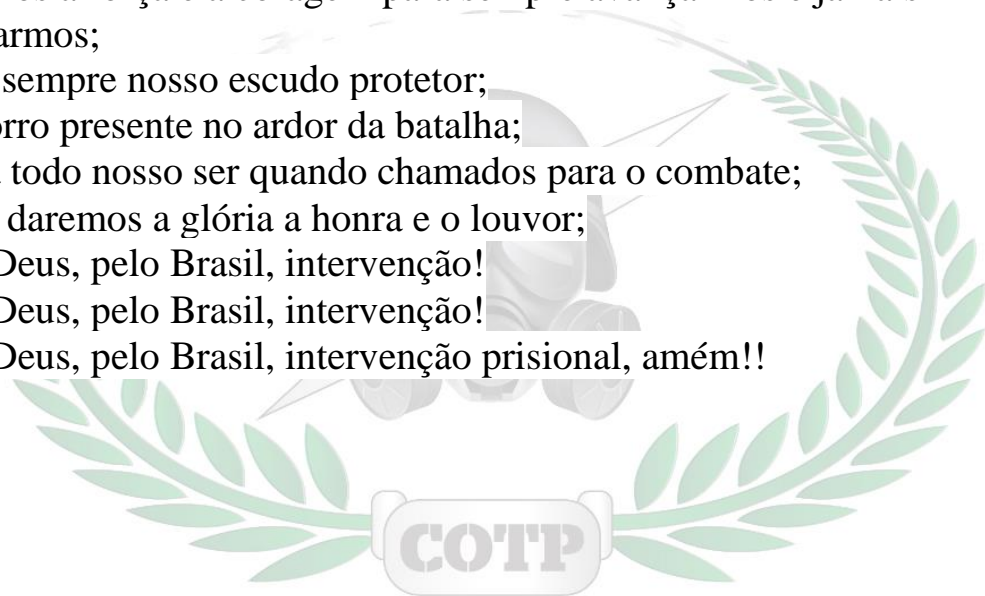 armos;
sempre nosso escudo protetor;
presente no ardor da batalha;
todo nosso ser quando chamados para o combate;
daremos a glória a honra e o louvor;
Deus, pelo Brasil, intervenção!
Deus, pelo Brasil, intervenção!
Deus, pelo Brasil, intervenção prisional, amém!!
COTP